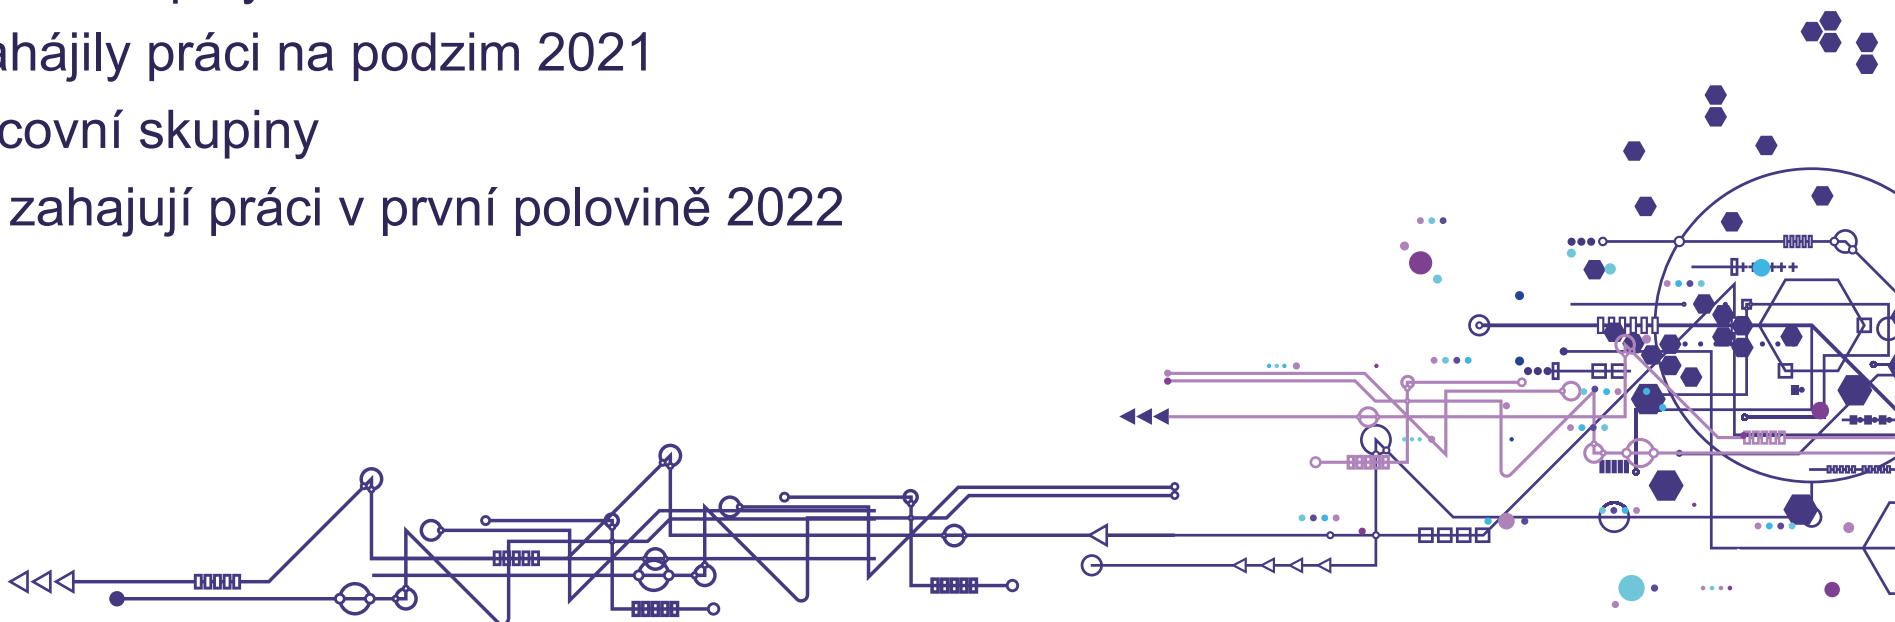 ahájily práci na podzim 2021
covní skupiny
zahajují práci v první polovině 2022